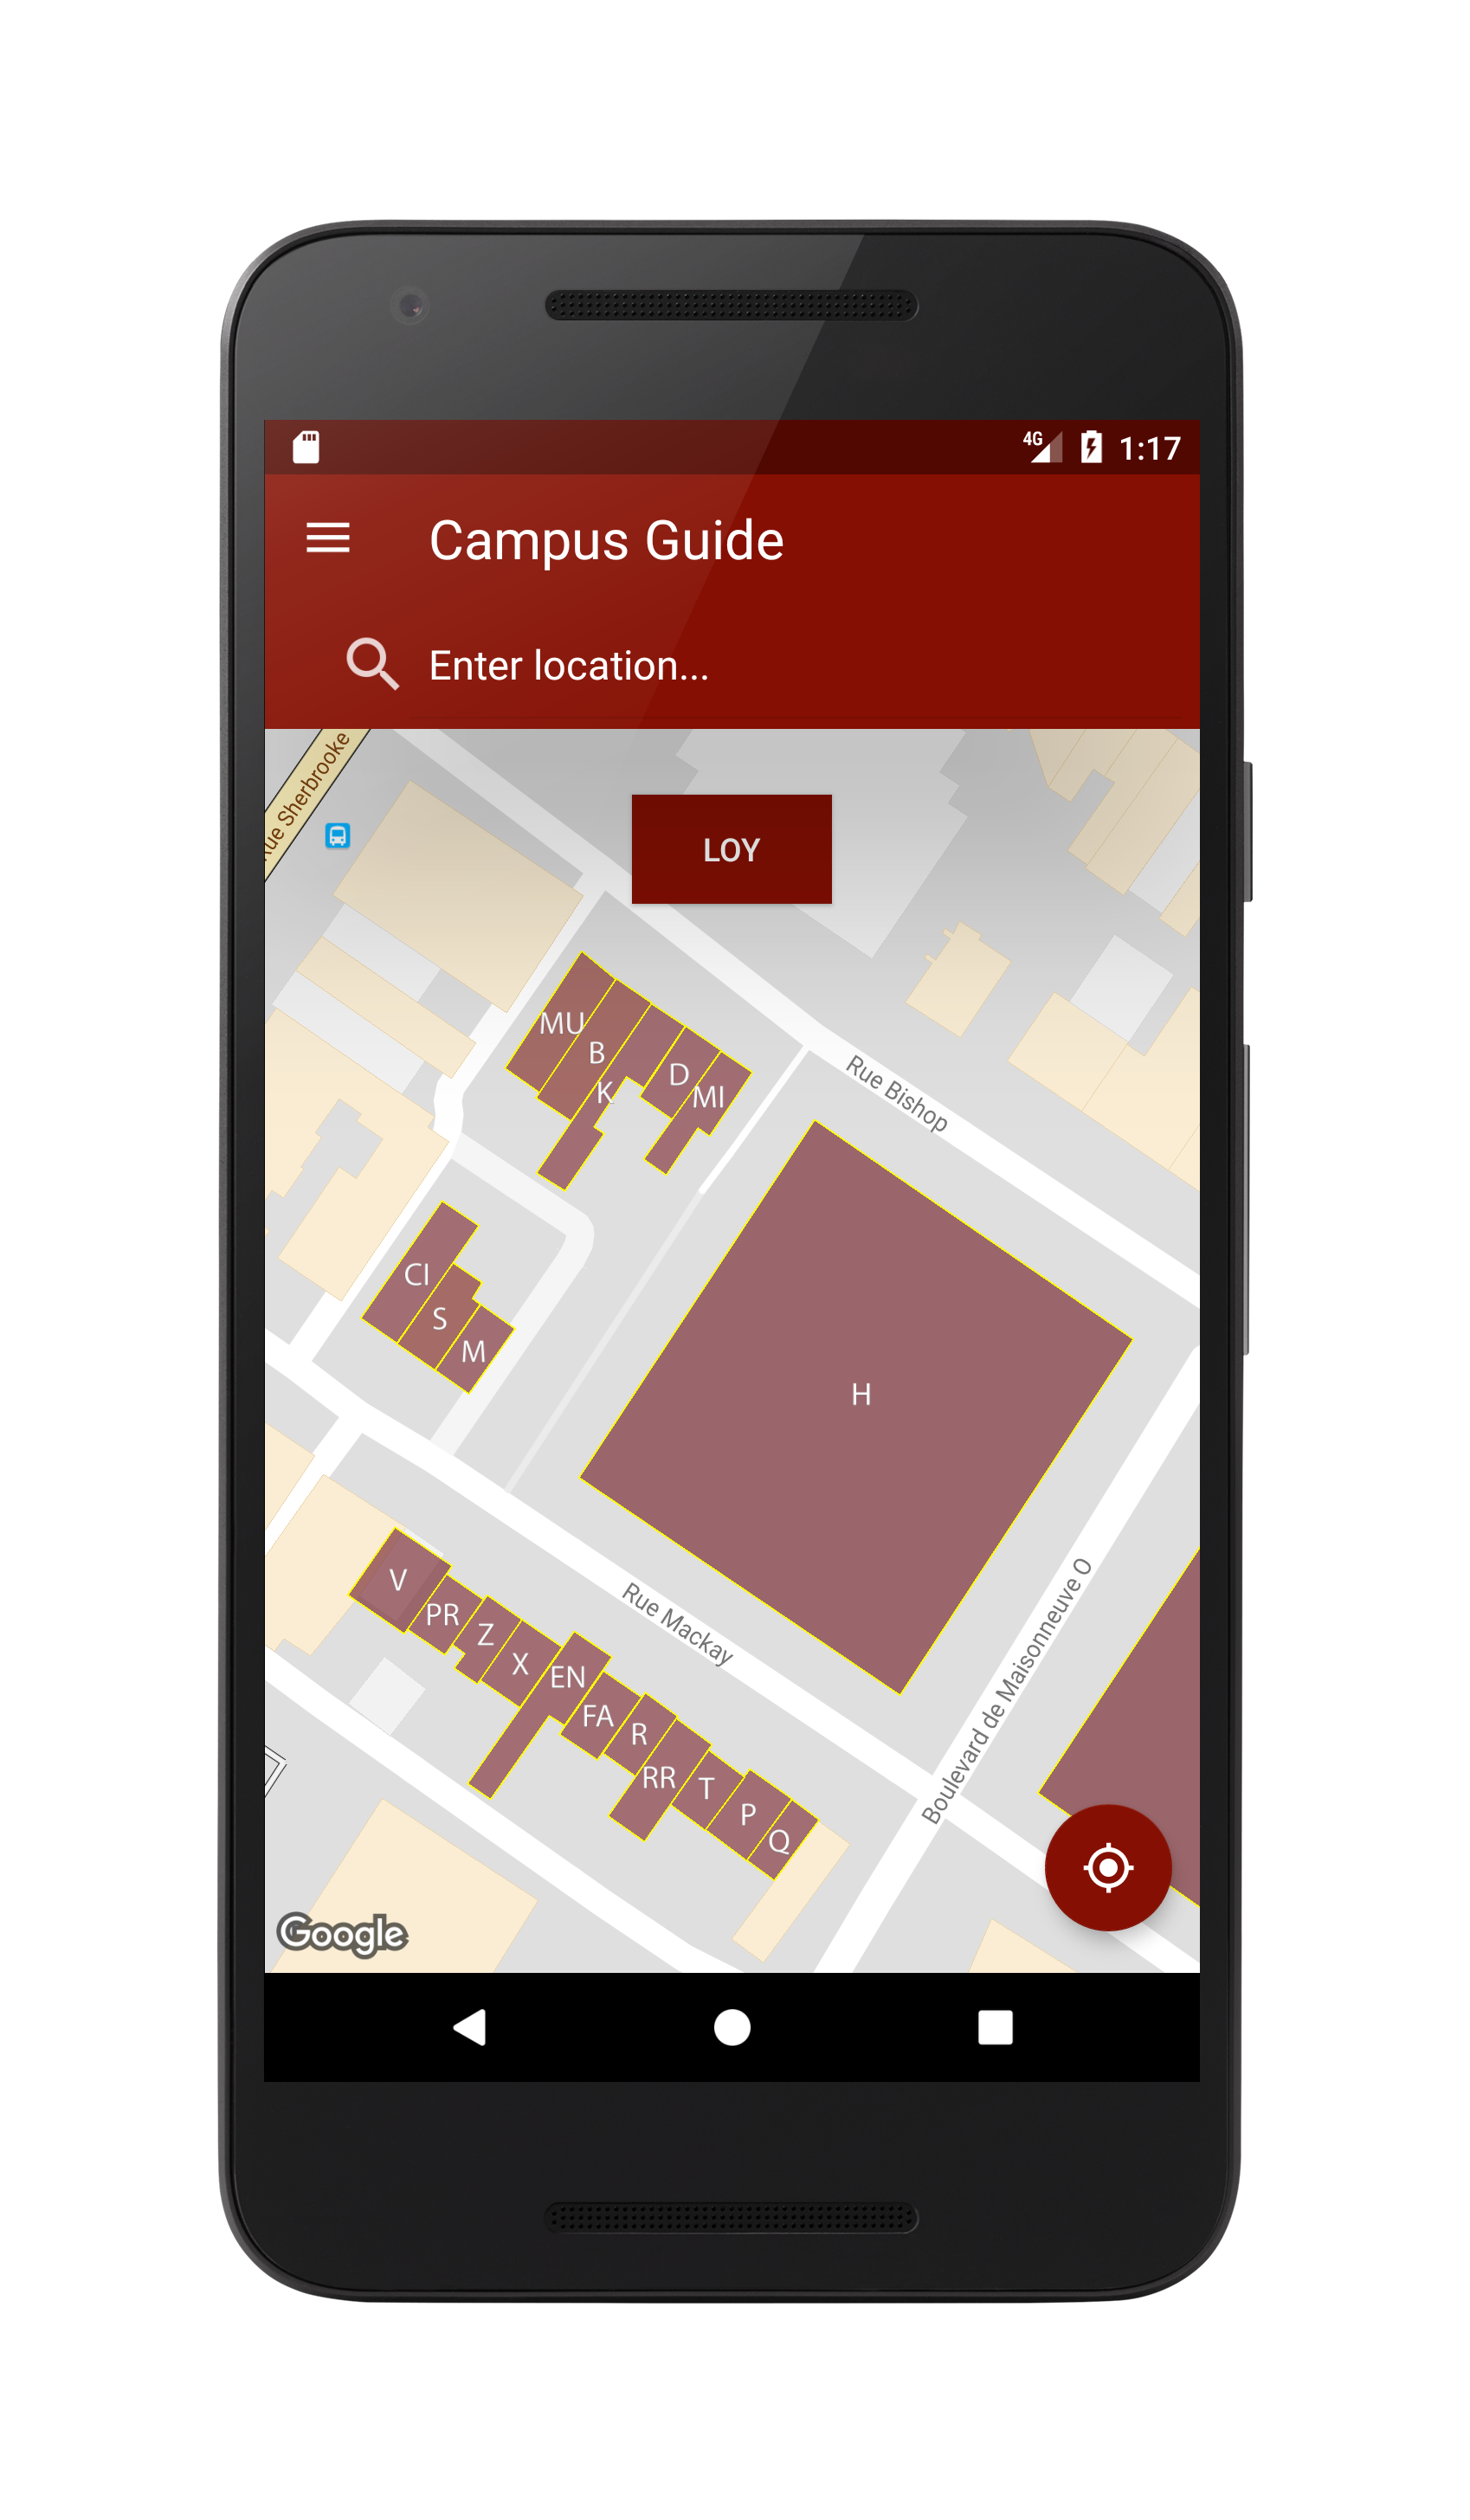 4G 1:17
Campus Guide
Enter location...
Rue Sherbrooke
LOY
MU
B
K
D
MI
Rue Bishop
CI
S
M
H
V
PR
Z
X
EN
FA
R
RR
T
P
Q
Rue Mackay
Boulevard de Maisonneuve O
Google